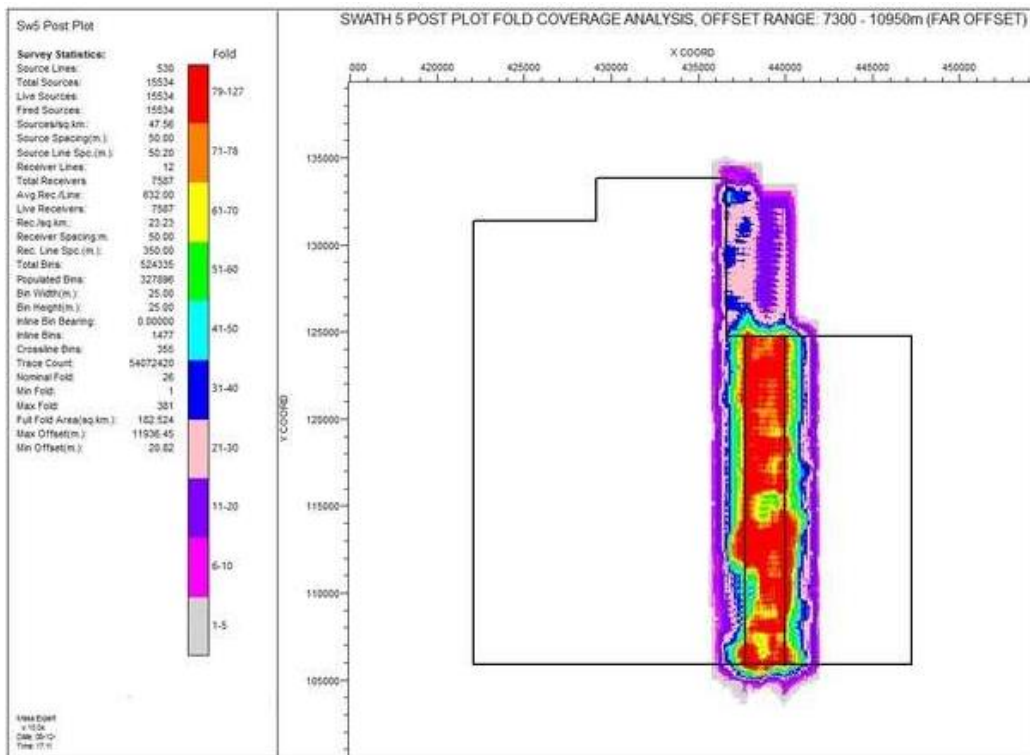 SWATH 5 POST PLOT FOLD COVERAGE ANALYSIS, OFFSET RANGE: 7300 - 10950m (FAR OFFSET)
Sw5 Post Plot
Survey Statistics:
Source Lines: 530
Total Sources: 15534
Live Sources: 15534
Fired Sources: 15534
Sources/sq.km.: 47.56
Source Spacing(m.) 50.00
Source Line Spc.(m.) 50.20
Receiver Lines: 12
Total Receivers 7587
Avg Rec./Line: 632.00
Live Receivers: 7587
Rec./sq.km.: 23.23
Receiver Spacing:m. 50.00
Rec. Line Spc.(m.): 350.00
Total Bins: 524335
Populated Bins: 327896
Bin Width(m.): 25.00
Bin Height(m.): 25.00
Inline Bin Bearing: 0.00000
Inline Bins: 1477
Crossline Bins: 355
Trace Count: 54072420
Nominal Fold: 26
Min Fold: 1
Max Fold: 381
Full Fold Area(sq.km.): 182.524
Max Offset(m.): 11936.45
Min Offset(m.): 20.82
Fold
79-127
71-78
61-70
51-60
41-50
31-40
21-30
11-20
6-10
1-5
X COORD
000 420000 425000 430000 435000 440000 445000 450000
Y COORD
135000
130000
125000
120000
115000
110000
105000
Time: 17:11